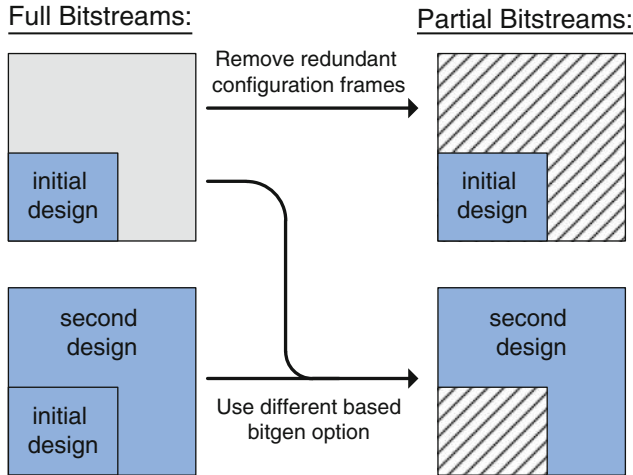 Full Bitstreams:
Partial Bitstreams:
Remove redundant
configuration frames
initial
design
initial
design
second
design
second
design
initial
design
Use different based
bitgen option